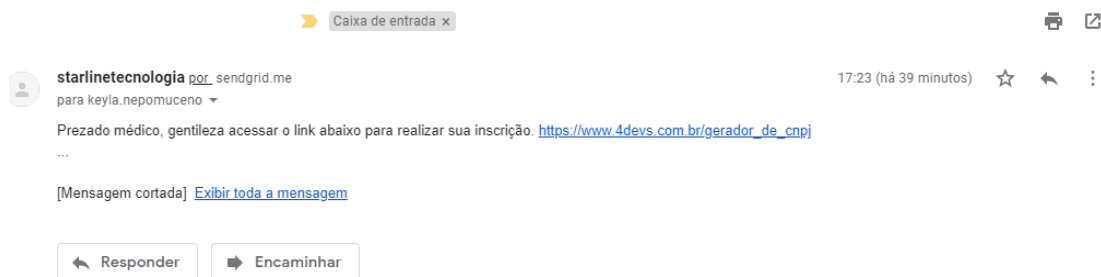 Caixa de entrada ×
starlinetecnologia por sendgrid.me 17:23 (há 39 minutos)
para keyla.nepomuceno
Prezado médico, gentileza acessar o link abaixo para realizar sua inscrição. https://www.4devs.com.br/gerador_de_cnpj
...
[Mensagem cortada] Exibir toda a mensagem
Responder Encaminhar